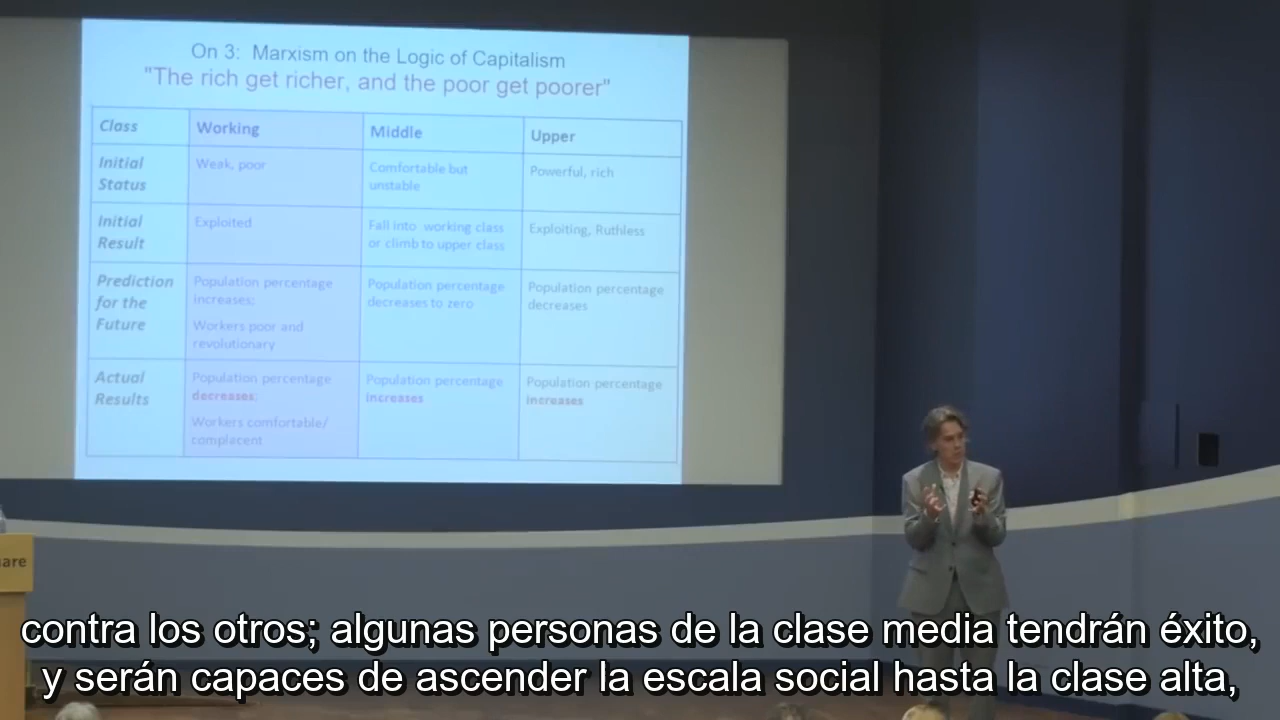 On 3: Marxism on the Logic of Capitalism
"The rich get richer, and the poor get poorer"
Class Working Middle Upper
Initial Status
Weak, poor
Comfortable but unstable
Powerful, rich
Initial Result
Exploited
Fall into working class or climb to upper class
Exploiting, Ruthless
Prediction for the Future
Population percentage increases;
Workers poor and revolutionary
Population percentage decreases to zero
Population percentage decreases
Actual Results
Population percentage decreases;
Workers comfortable/ complacent
Population percentage increases
Population percentage increases
are
contra los otros; algunas personas de la clase media tendrán éxito,
y serán capaces de ascender la escala social hasta la clase alta,